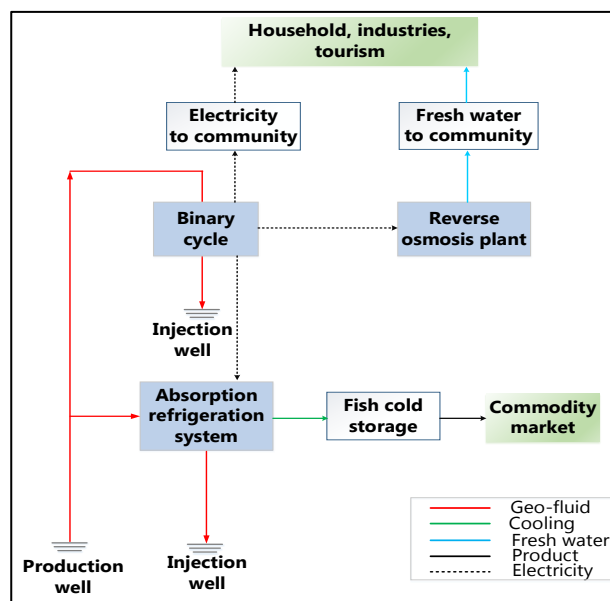 Household, industries,
tourism
Electricity
to community
Fresh water
to community
Binary
cycle
Reverse
osmosis plant
Injection
well
Absorption
refrigeration
system
Fish cold
storage
Commodity
market
Production
well
Injection
well
Geo-fluid
Cooling
Fresh water
Product
Electricity